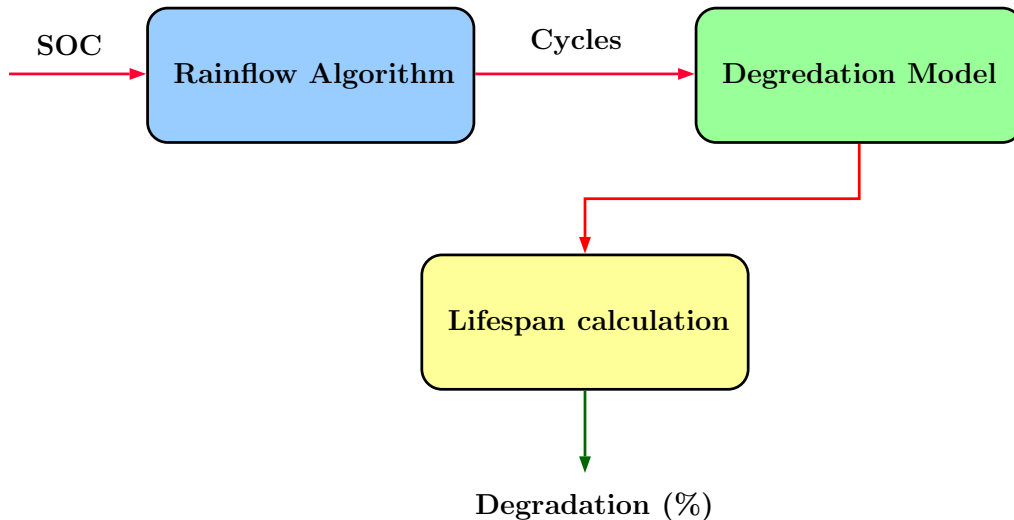 SOC
Rainflow Algorithm
Cycles
Degredation Model
Lifespan calculation
Degradation (%)